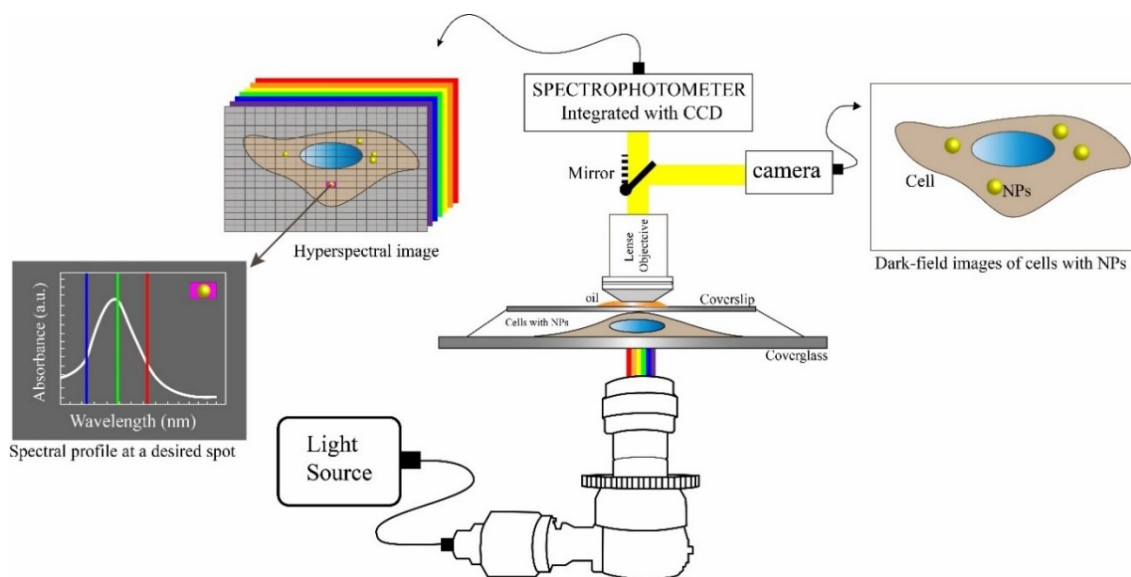 SPECTROPHOTOMETER
Integrated with CCD
Mirror
camera
Lense
Objectcive
Cell
NPs
Dark-field images of cells with NPs
Hyperspectral image
oil
Coverslip
Cells with NPs
Coverglass
Absorbance (a.u.)
Wavelength (nm)
Spectral profile at a desired spot
Light
Source